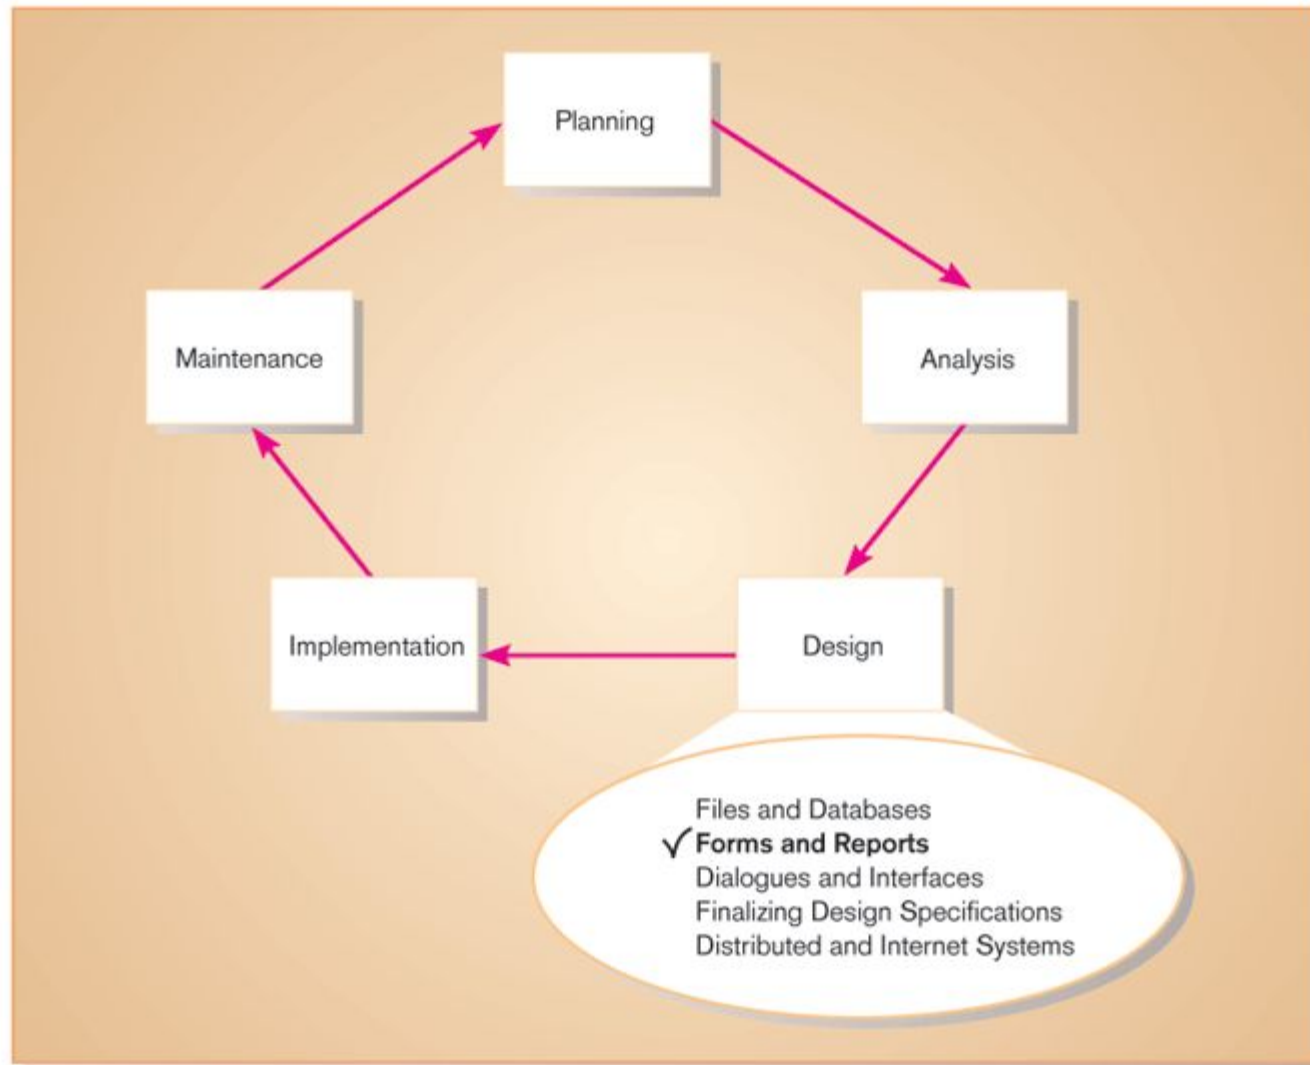 Planning
Maintenance
Analysis
Implementation
Design
Files and Databases
✓Forms and Reports
Dialogues and Interfaces
Finalizing Design Specifications
Distributed and Internet Systems